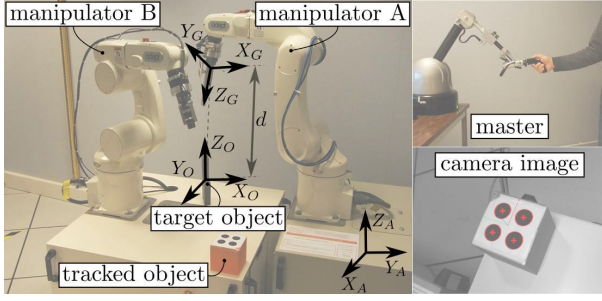 manipulator B
manipulator A
Y_G
X_G
Z_G
d
Z_O
Y_O
X_O
target object
tracked object
Z_A
Y_A
X_A
master
camera image